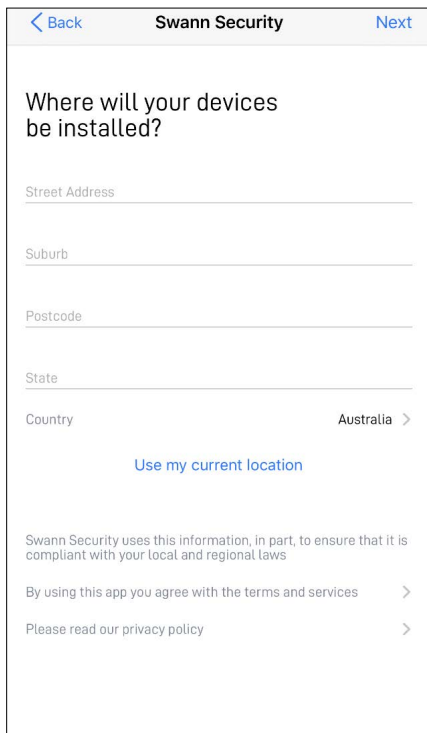 Back Swann Security Next
Where will your devices
be installed?
Street Address
Suburb
Postcode
State
Country Australia
Use my current location
Swann Security uses this information, in part, to ensure that it is
compliant with your local and regional laws
By using this app you agree with the terms and services
Please read our privacy policy